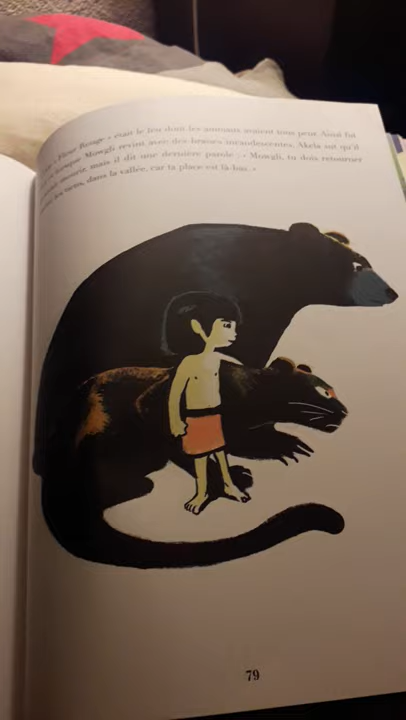 « Fleur Rouge » était le feu dont les animaux avaient tous peur. Ainsi fut
lorsque Mowgli revint avec des braises incandescentes, Akela sut qu'il
mourir, mais il dit une dernière parole : « Mowgli, tu dois retourner
les tiens, dans la vallée, car ta place est là-bas. »
79